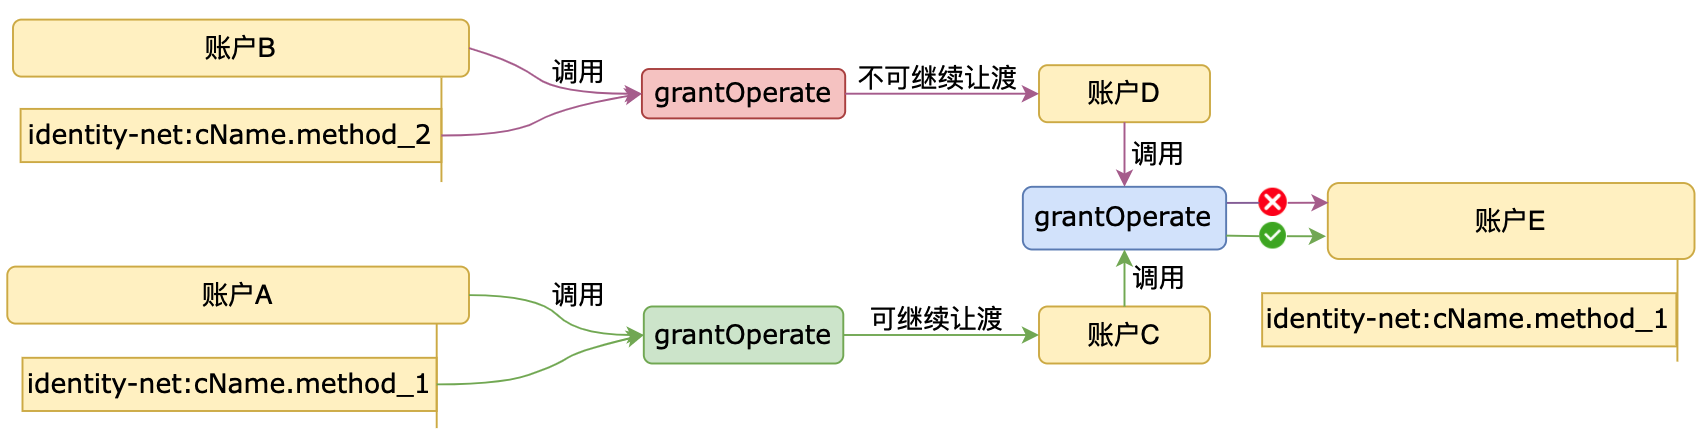 账户B
调用
identity-net:cName.method_2
grantOperate
不可继续让渡
账户D
调用
grantOperate
账户E
identity-net:cName.method_1
账户A
调用
identity-net:cName.method_1
grantOperate
可继续让渡
账户C
调用